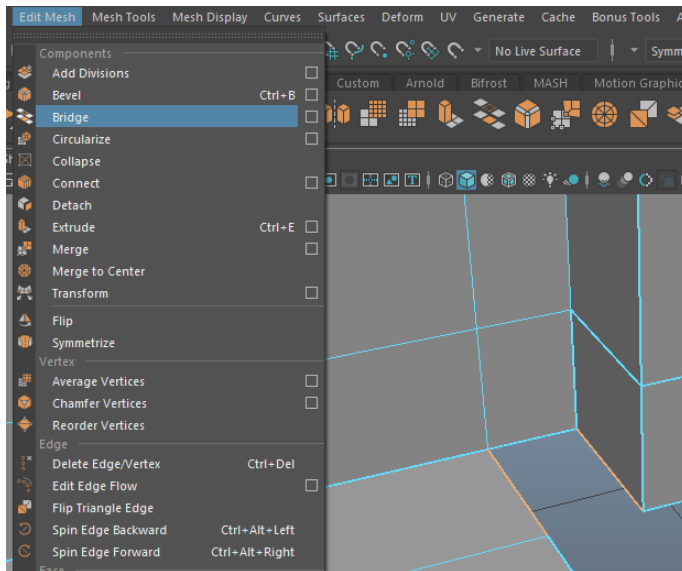 Edit Mesh Mesh Tools Mesh Display Curves Surfaces Deform UV Generate Cache Bonus Tools
No Live Surface Symm
Components
Custom Arnold Bifrost MASH Motion Graphic
Add Divisions
Bevel Ctrl+B
Bridge
Circularize
Collapse
Connect
T
Detach
Extrude Ctrl+E
Merge
Merge to Center
Transform
Flip
Symmetrize
Vertex
Average Vertices
Chamfer Vertices
Reorder Vertices
Edge
Delete Edge/Vertex Ctrl+Del
Edit Edge Flow
Flip Triangle Edge
Spin Edge Backward Ctrl+Alt+Left
Spin Edge Forward Ctrl+Alt+Right
Face